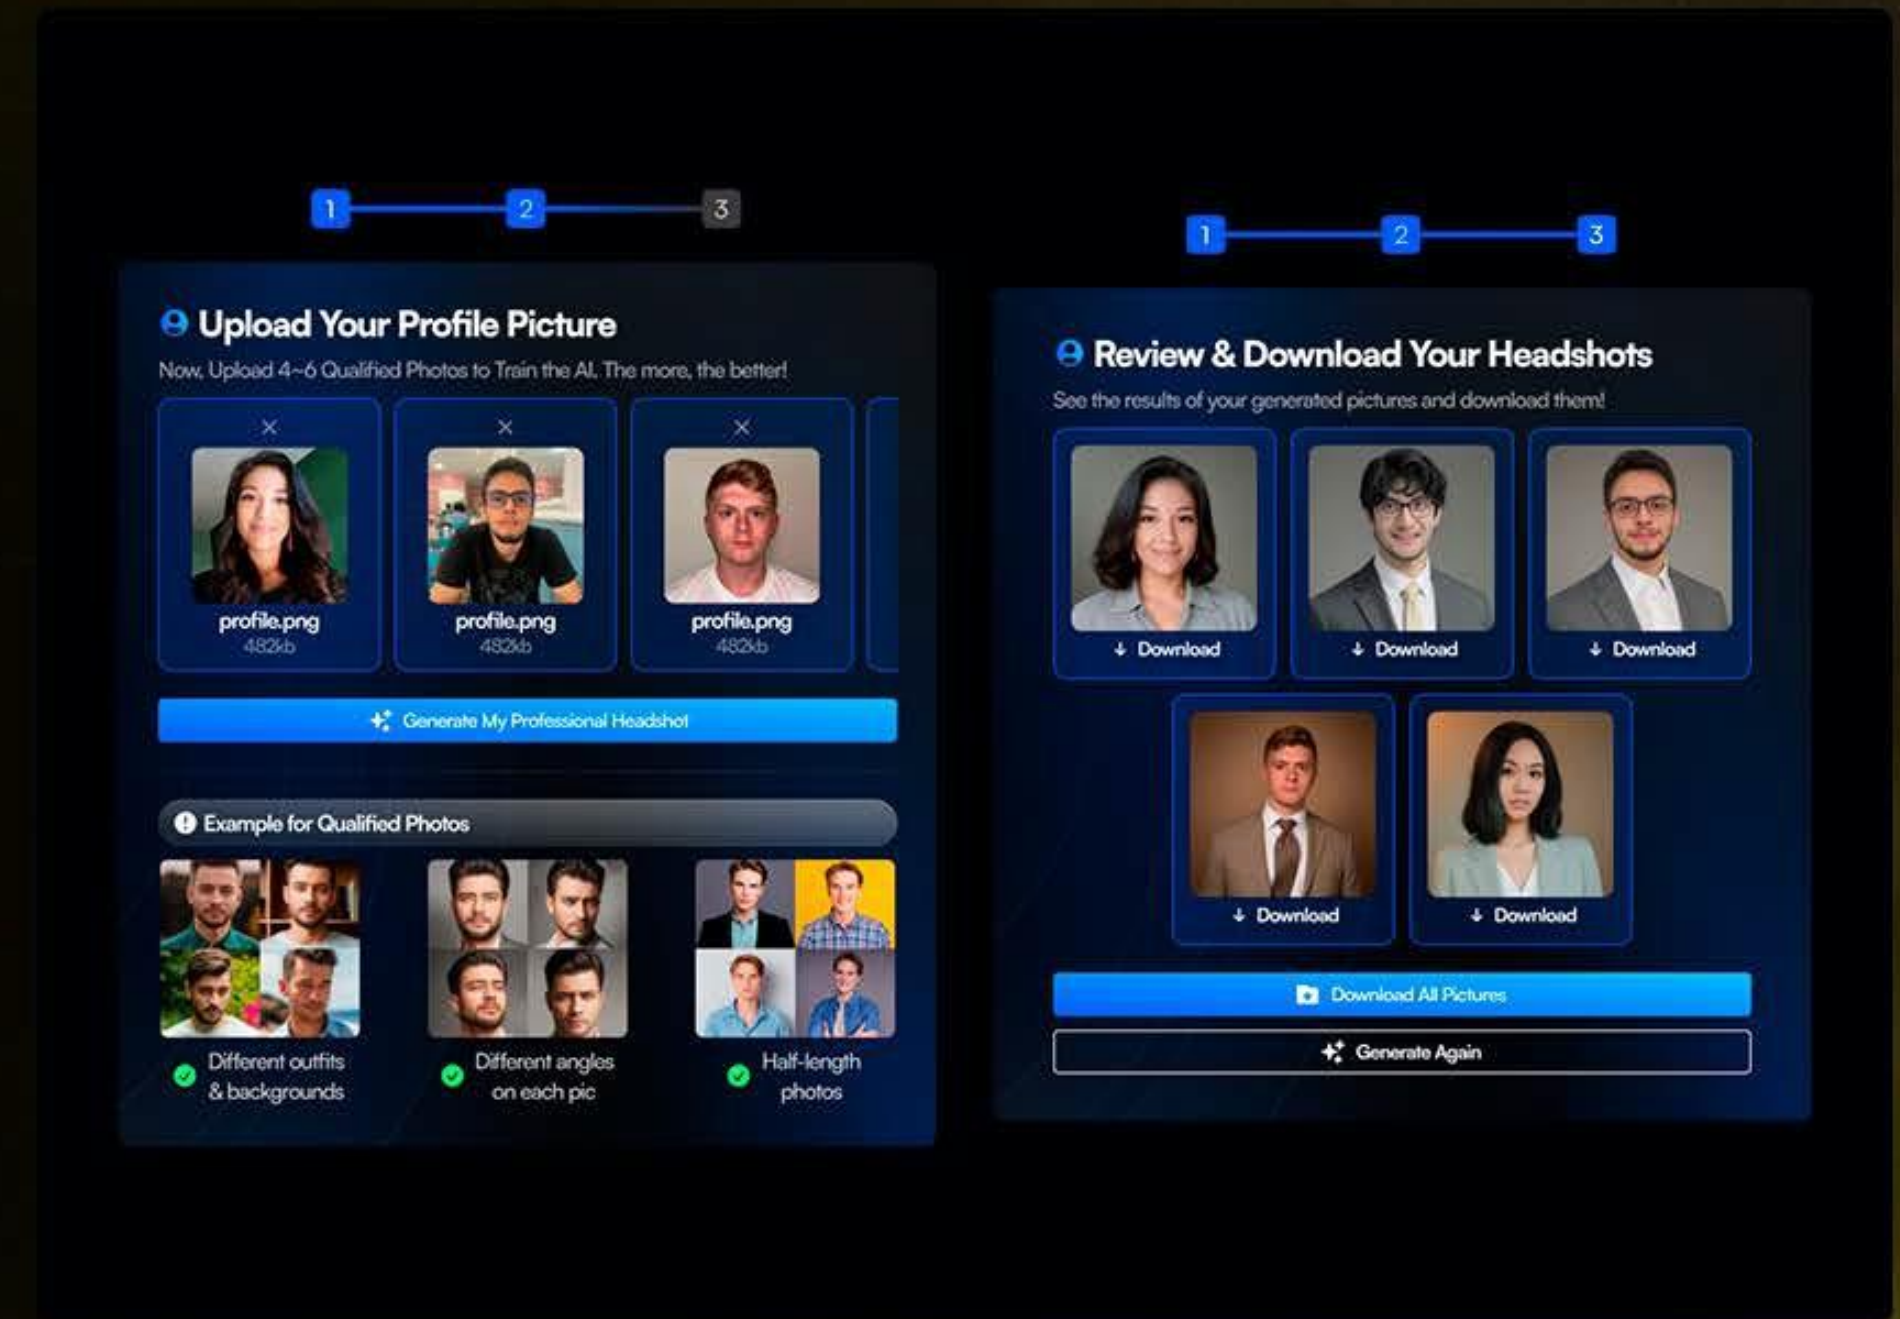 1
2
3
Upload Your Profile Picture
Now, Upload 4~6 Qualified Photos to Train the AI. The more, the better!
profile.png
482kb
profile.png
482kb
profile.png
482kb
Generate My Professional Headshot
Example for Qualified Photos
Different outfits
& backgrounds
Different angles
on each pic
Half-length
photos
1
2
3
Review & Download Your Headshots
See the results of your generated pictures and download them!
Download
Download
Download
Download
Download
Download All Pictures
Generate Again